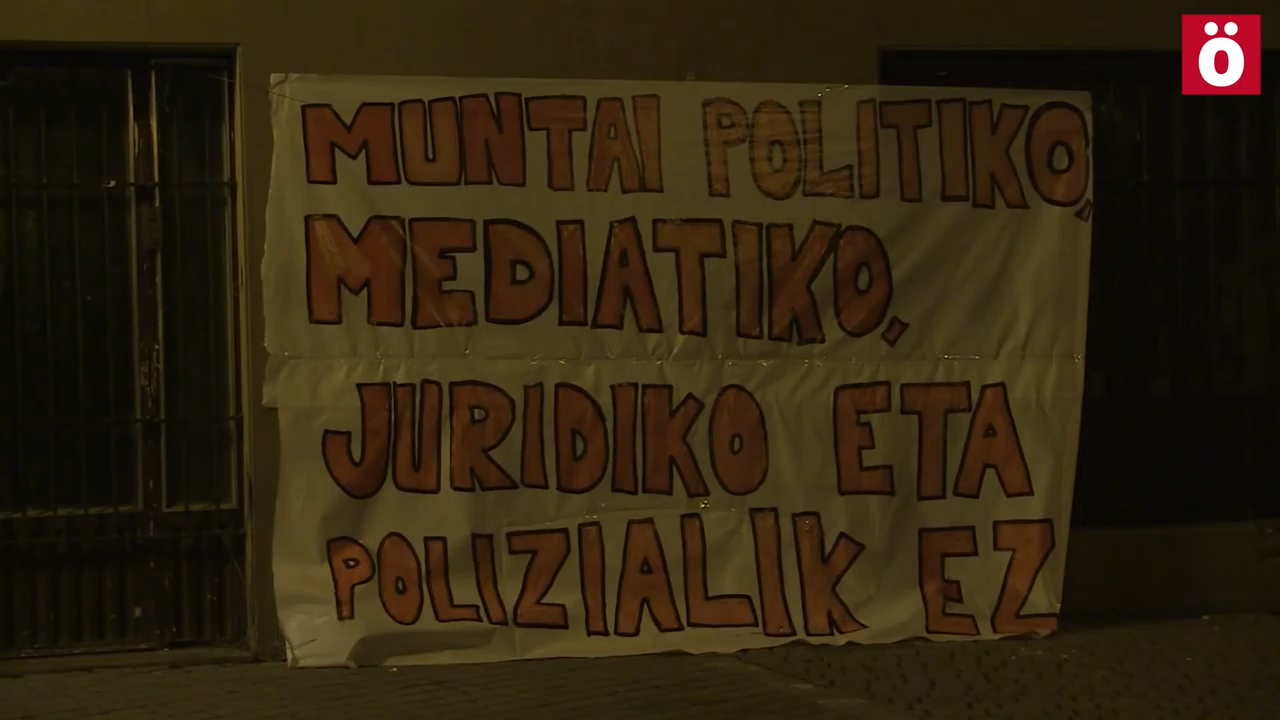 MUNTAI POLITIKO,
MEDIATIKO,
JURIDIKO ETA
POLIZIALIK EZ
Ö